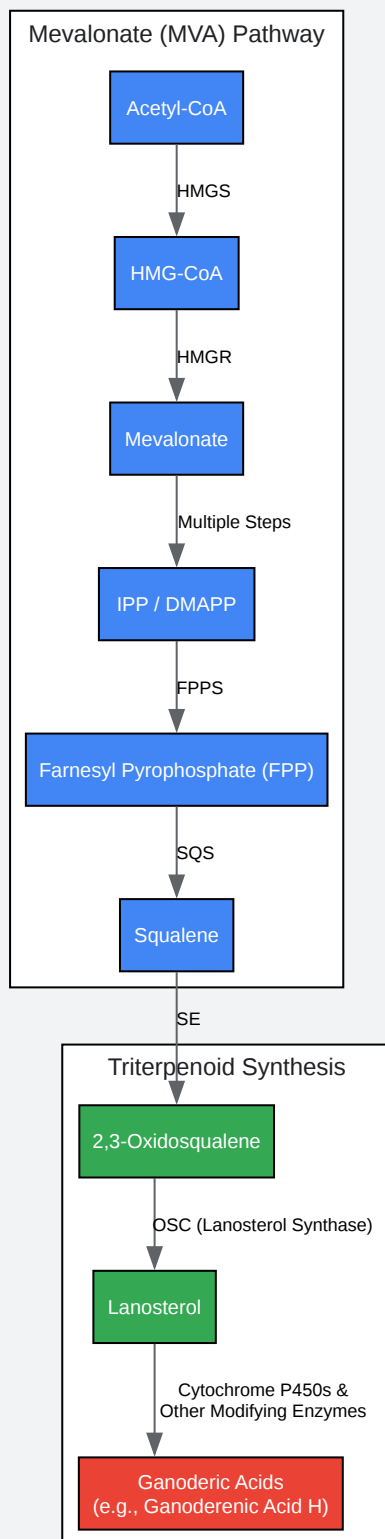 Mevalonate (MVA) Pathway
Acetyl-CoA
HMGS
HMG-CoA
HMGR
Mevalonate
Multiple Steps
IPP / DMAPP
FPPS
Farnesyl Pyrophosphate (FPP)
SQS
Squalene
SE
Triterpenoid Synthesis
2,3-Oxidosqualene
OSC (Lanosterol Synthase)
Lanosterol
Cytochrome P450s &
Other Modifying Enzymes
Ganoderic Acids
(e.g., Ganoderenic Acid H)